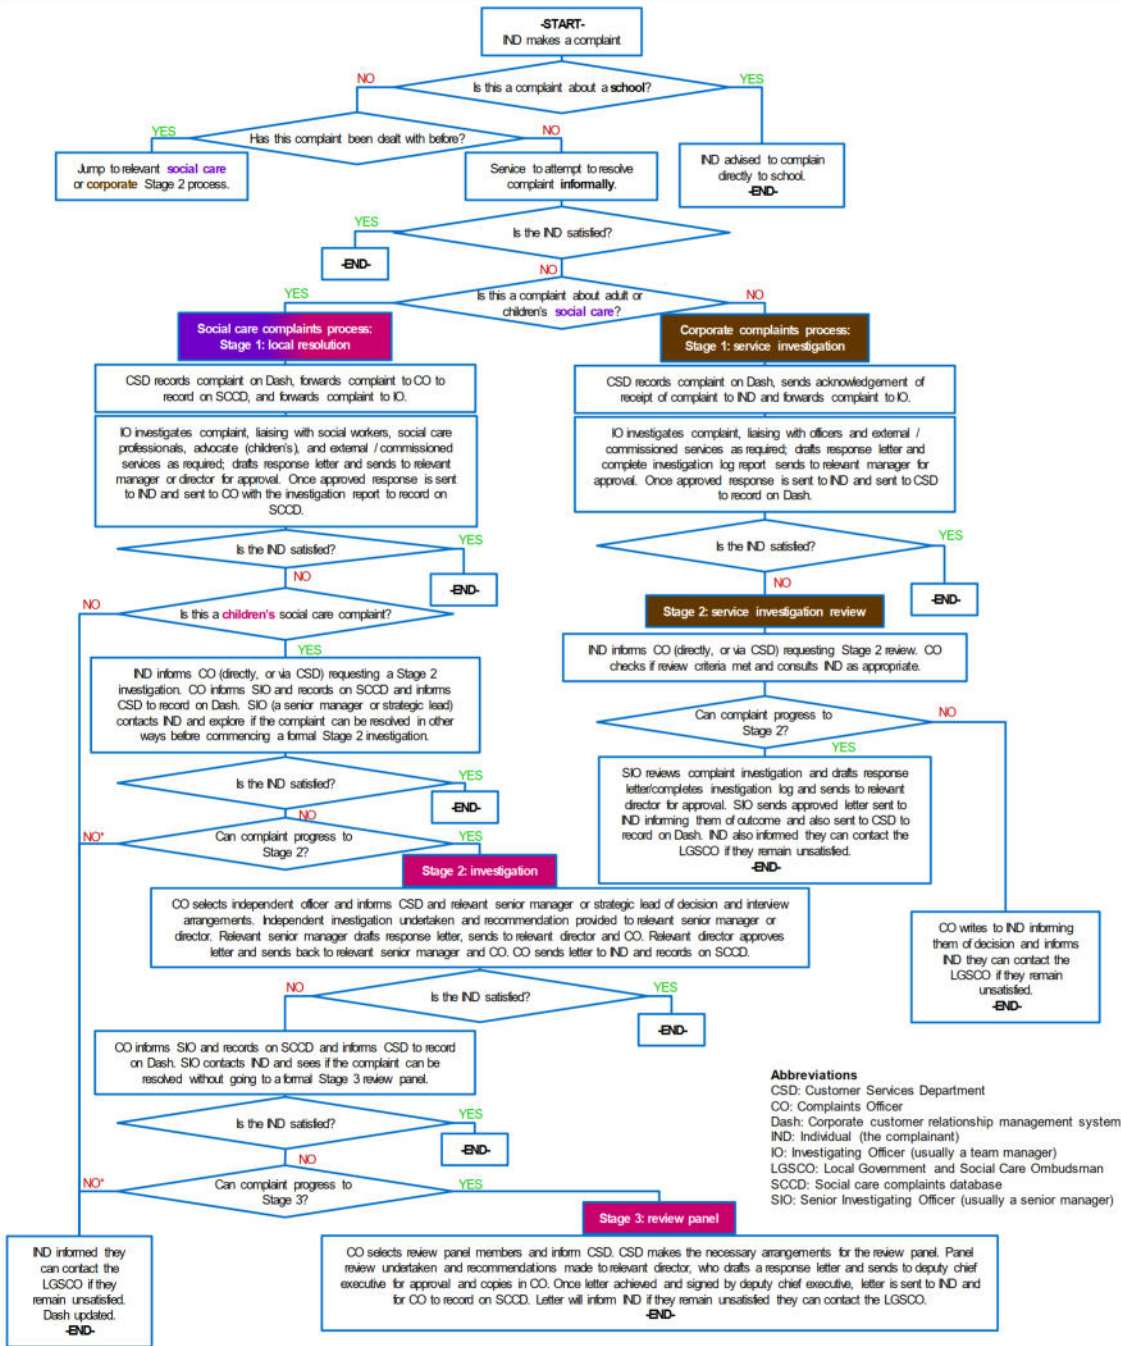 -START-
IND makes a complaint
NO
YES
Is this a complaint about a school?
YES
NO
Has this complaint been dealt with before?
Jump to relevant social care
or corporate Stage 2 process.
Service to attempt to resolve
complaint informally.
IND advised to complain
directly to school.
-END-
YES
Is the IND satisfied?
-END-
NO
YES
NO
Is this a complaint about adult or
children's social care?
Social care complaints process:
Stage 1: local resolution
Corporate complaints process:
Stage 1: service investigation
CSD records complaint on Dash, forwards complaint to CO to
record on SCCD, and forwards complaint to IO.
CSD records complaint on Dash, sends acknowledgement of
receipt of complaint to IND and forwards complaint to IO.
IO investigates complaint, liaising with social workers, social care
professionals, advocate (children's), and external / commissioned
services as required; drafts response letter and sends to relevant
manager or director for approval. Once approved response is sent
to IND and sent to CO with the investigation report to record on
SCCD.
IO investigates complaint, liaising with officers and external /
commissioned services as required; drafts response letter and
complete investigation log report sends to relevant manager for
approval. Once approved response is sent to IND and sent to CSD
to record on Dash.
Is the IND satisfied?
YES
-END-
NO
Is the IND satisfied?
YES
-END-
NO
NO
Is this a children's social care complaint?
YES
Stage 2: service investigation review
IND informs CO (directly, or via CSD) requesting Stage 2 review. CO
checks if review criteria met and consults IND as appropriate.
IND informs CO (directly, or via CSD) requesting a Stage 2
investigation. CO informs SIO and records on SCCD and informs
CSD to record on Dash. SIO (a senior manager or strategic lead)
contacts IND and explore if the complaint can be resolved in other
ways before commencing a formal Stage 2 investigation.
Can complaint progress to
Stage 2?
NO
YES
Is the IND satisfied?
YES
-END-
NO
SIO reviews complaint investigation and drafts response
letter/completes investigation log and sends to relevant
director for approval. SIO sends approved letter sent to
IND informing them of outcome and also sent to CSD to
record on Dash. IND also informed they can contact the
LGSCO if they remain unsatisfied.
-END-
NO*
Can complaint progress to
Stage 2?
YES
Stage 2: investigation
CO selects independent officer and informs CSD and relevant senior manager or strategic lead of decision and interview
arrangements. Independent investigation undertaken and recommendation provided to relevant senior manager or
director. Relevant senior manager drafts response letter, sends to relevant director and CO. Relevant director approves
letter and sends back to relevant senior manager and CO. CO sends letter to IND and records on SCCD.
CO writes to IND informing
them of decision and informs
IND they can contact the
LGSCO if they remain
unsatisfied.
-END-
NO
Is the IND satisfied?
YES
-END-
CO informs SIO and records on SCCD and informs CSD to record
on Dash. SIO contacts IND and sees if the complaint can be
resolved without going to a formal Stage 3 review panel.
Is the IND satisfied?
YES
-END-
NO
NO*
Can complaint progress to
Stage 3?
YES
Abbreviations
CSD: Customer Services Department
CO: Complaints Officer
Dash: Corporate customer relationship management system
IND: Individual (the complainant)
IO: Investigating Officer (usually a team manager)
LGSCO: Local Government and Social Care Ombudsman
SCCD: Social care complaints database
SIO: Senior Investigating Officer (usually a senior manager)
Stage 3: review panel
IND informed they
can contact the
LGSCO if they
remain unsatisfied.
Dash updated.
-END-
CO selects review panel members and inform CSD. CSD makes the necessary arrangements for the review panel. Panel
review undertaken and recommendations made to relevant director, who drafts a response letter and sends to deputy chief
executive for approval and copies in CO. Once letter achieved and signed by deputy chief executive, letter is sent to IND and
for CO to record on SCCD. Letter will inform IND if they remain unsatisfied they can contact the LGSCO.
-END-